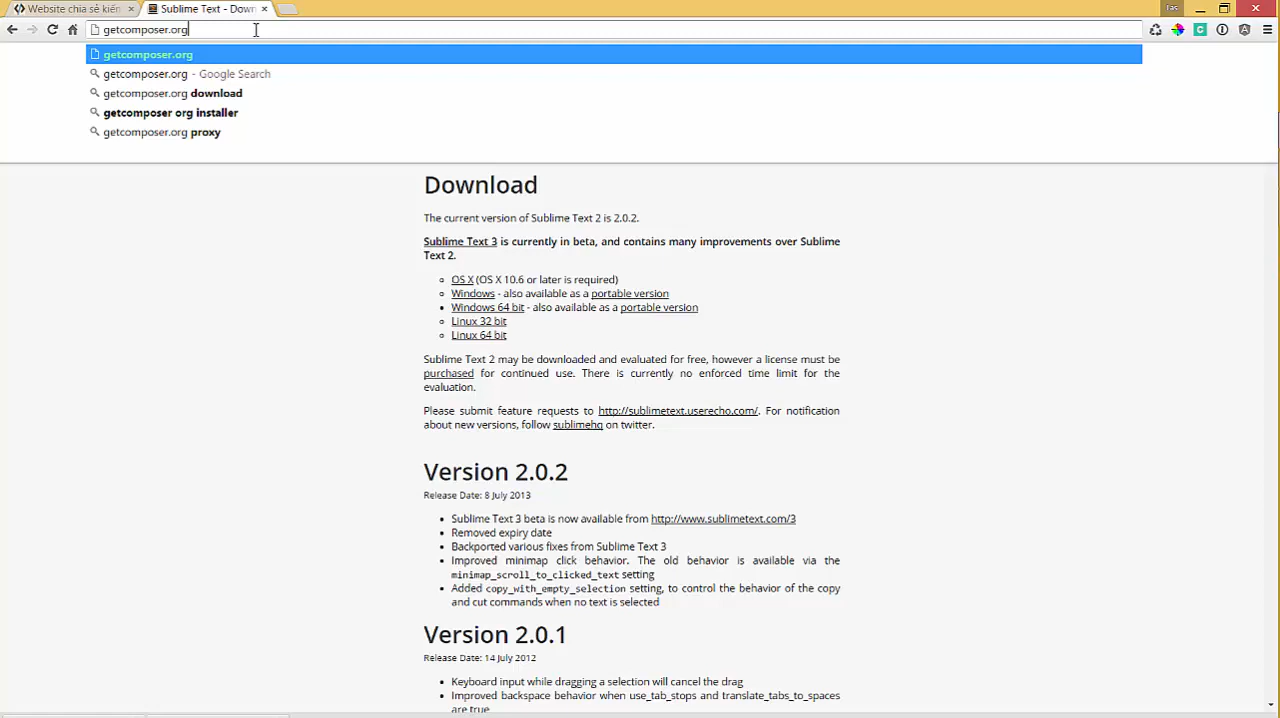 Website chia sẻ kiến
Sublime Text - Down
Tas
getcomposer.org
getcomposer.org
getcomposer.org - Google Search
getcomposer.org download
getcomposer org installer
getcomposer.org proxy
Download
The current version of Sublime Text 2 is 2.0.2.
Sublime Text 3 is currently in beta, and contains many improvements over Sublime
Text 2.
OS X (OS X 10.6 or later is required)
Windows - also available as a portable version
Windows 64 bit - also available as a portable version
Linux 32 bit
Linux 64 bit
Sublime Text 2 may be downloaded and evaluated for free, however a license must be
purchased for continued use. There is currently no enforced time limit for the
evaluation.
Please submit feature requests to http://sublimetext.userecho.com/. For notification
about new versions, follow sublimehq on twitter.
Version 2.0.2
Release Date: 8 July 2013
Sublime Text 3 beta is now available from http://www.sublimetext.com/3
Removed expiry date
Backported various fixes from Sublime Text 3
Improved minimap click behavior. The old behavior is available via the
minimap_scroll_to_clicked_text setting
Added copy_with_empty_selection setting, to control the behavior of the copy
and cut commands when no text is selected
Version 2.0.1
Release Date: 14 July 2012
Keyboard input while dragging a selection will cancel the drag
Improved backspace behavior when use_tab_stops and translate_tabs_to_spaces
are true